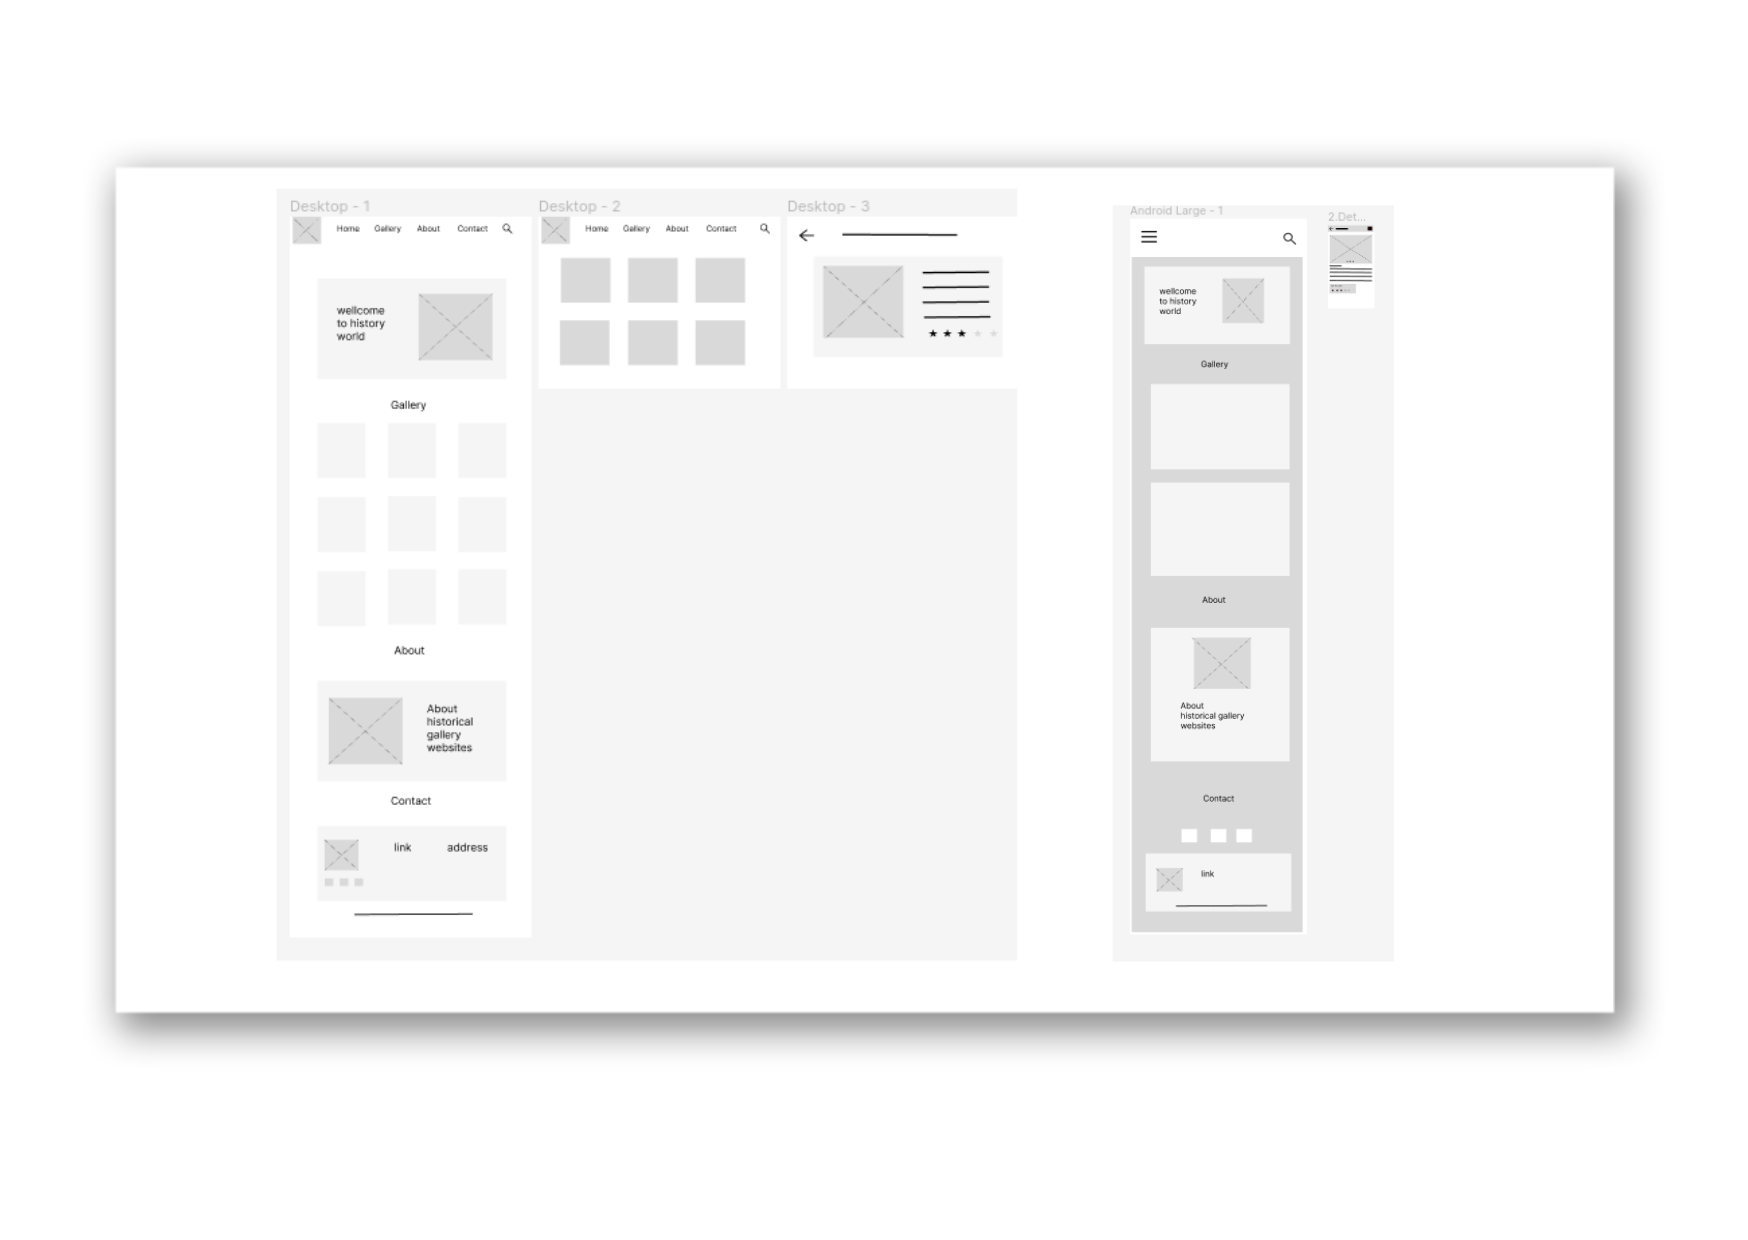 Desktop - 1
Home Gallery About Contact
wellcome
to history
world
Gallery
About
About
historical
gallery
websites
Contact
link address
Desktop - 2
Home Gallery About Contact
Desktop - 3
Android Large - 1
wellcome
to history
world
Gallery
About
About
historical gallery
websites
Contact
link
2.Det...